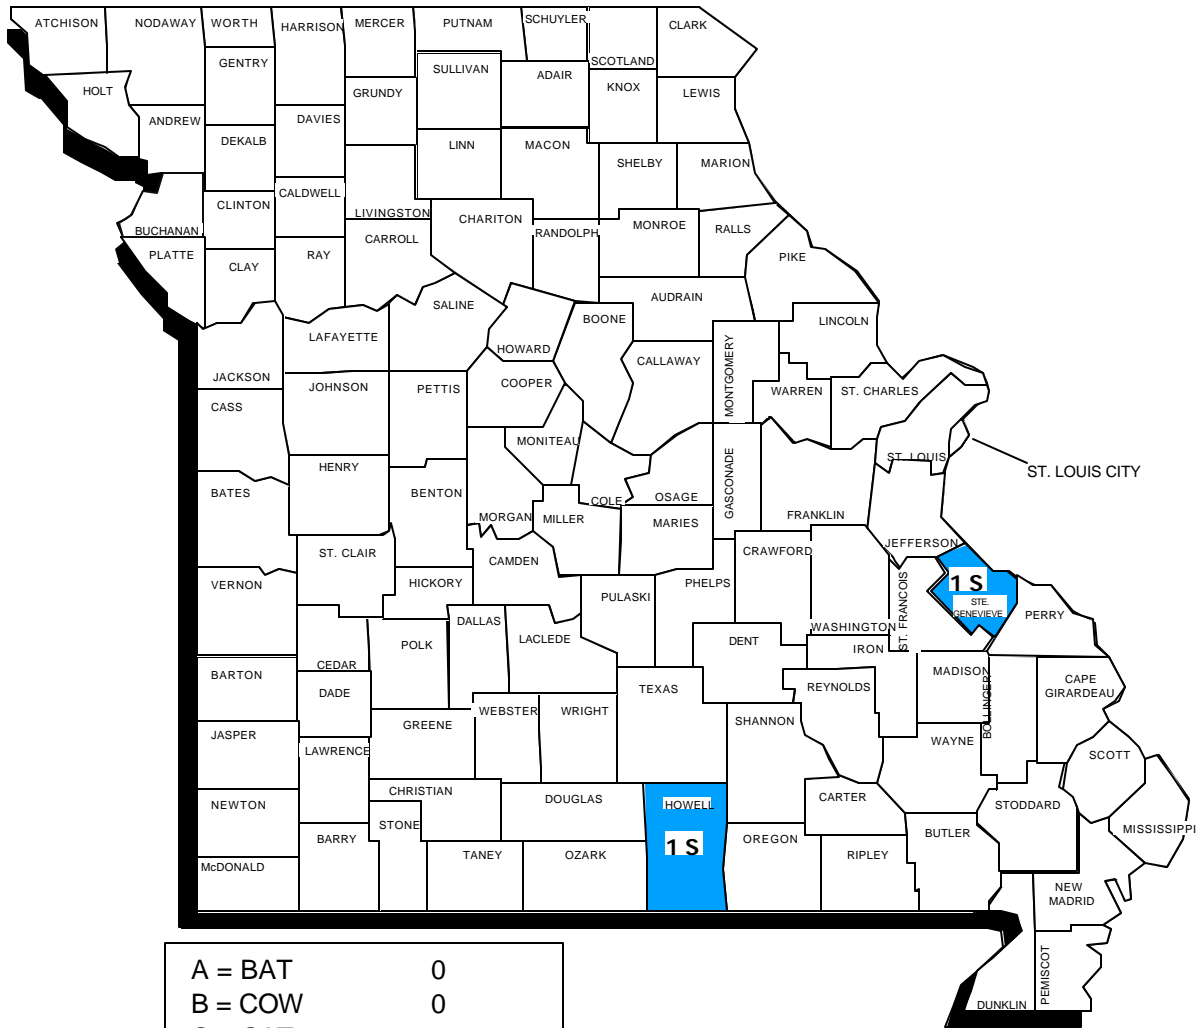 ATCHISON NODAWAY WORTH HARRISON MERCER PUTNAM SCHUYLER CLARK
SCOTLAND
GENTRY SULLIVAN ADAIR
HOLT GRUNDY KNOX LEWIS
ANDREW DAVIES
DEKALB LINN MACON
SHELBY MARION
CALDWELL
CLINTON LIVINGSTON CHARITON
BUCHANAN CARROLL RANDOLPH MONROE RALLS
PLATTE CLAY RAY PIKE
SALINE AUDRAIN
BOONE LINCOLN
LAFAYETTE HOWARD CALLAWAY MONTGOMERY
JACKSON JOHNSON PETTIS COOPER WARREN ST. CHARLES
CASS
MONITEAU
ST. LOUIS
HENRY ST. LOUIS CITY
BATES BENTON COLE OSAGE GASCONADE
MORGAN MILLER MARIES FRANKLIN
ST. CLAIR CAMDEN CRAWFORD JEFFERSON
VERNON HICKORY PULASKI PHELPS ST. FRANCOIS 1 S
STE.
GENEVIEVE
DALLAS LACLEDE WASHINGTON PERRY
POLK DENT IRON
CEDAR
BARTON DADE TEXAS REYNOLDS MADISON BOLLINGER CAPE
GIRARDEAU
GREENE WEBSTER WRIGHT SHANNON
JASPER LAWRENCE WAYNE SCOTT
CHRISTIAN DOUGLAS HOWELL CARTER STODDARD
NEWTON
STONE MISSISSIPPI
BARRY 1 S OREGON BUTLER
McDONALD TANEY OZARK RIPLEY
NEW
MADRID
PEMISCOT
DUNKLIN
A = BAT 0
B = COW 0